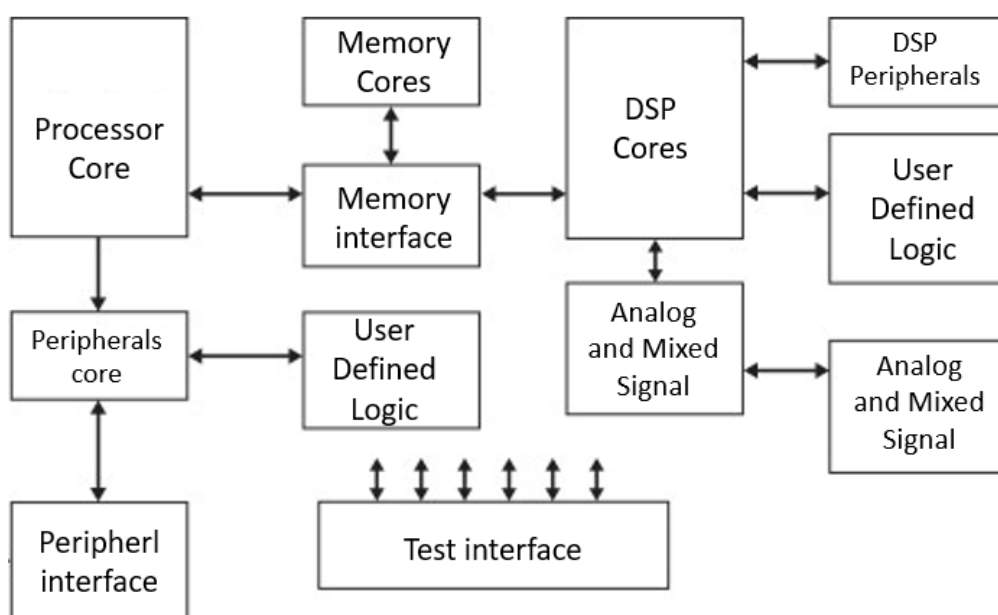 Processor
Core
Memory
Cores
Memory
interface
DSP
Cores
DSP
Peripherals
User
Defined
Logic
Peripherals
core
User
Defined
Logic
Analog
and Mixed
Signal
Analog
and Mixed
Signal
Peripherl
interface
Test interface